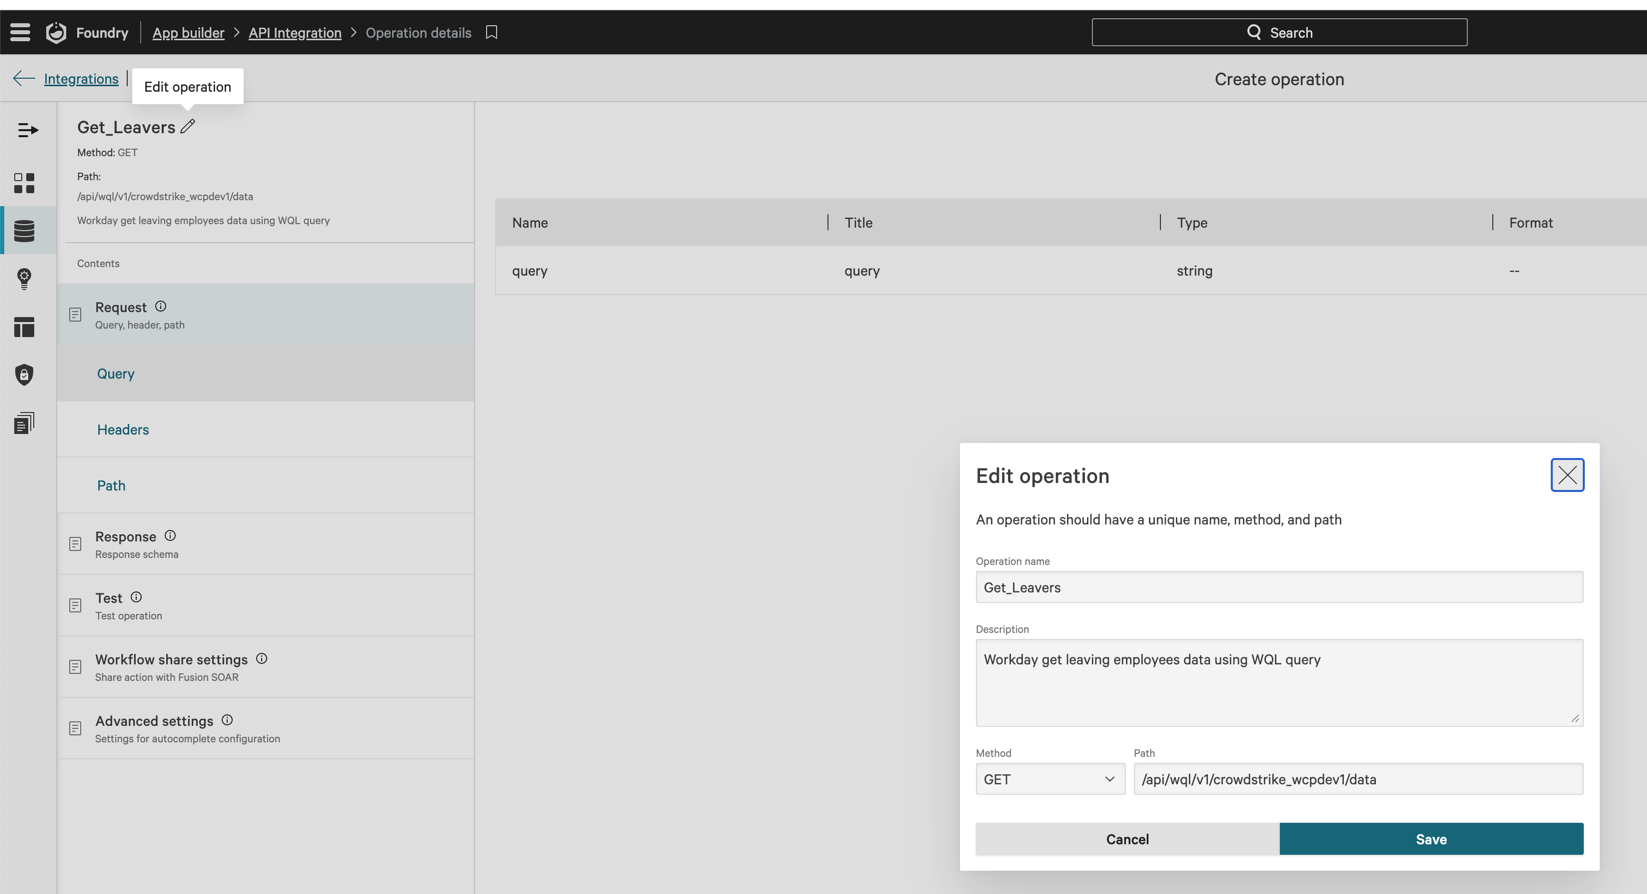 Foundry App builder > API Integration > Operation details
Search
Integrations
Edit operation
Create operation
Get_Leavers
Method: GET
Path:
/api/wql/v1/crowdstrike_wcpdev1/data
Workday get leaving employees data using WQL query
Contents
Request
Query, header, path
Query
Headers
Path
Response
Response schema
Test
Test operation
Workflow share settings
Share action with Fusion SOAR
Advanced settings
Settings for autocomplete configuration
Name Title Type Format
query query string --
Edit operation
An operation should have a unique name, method, and path
Operation name
Get_Leavers
Description
Workday get leaving employees data using WQL query
Method Path
GET /api/wql/v1/crowdstrike_wcpdev1/data
Cancel Save